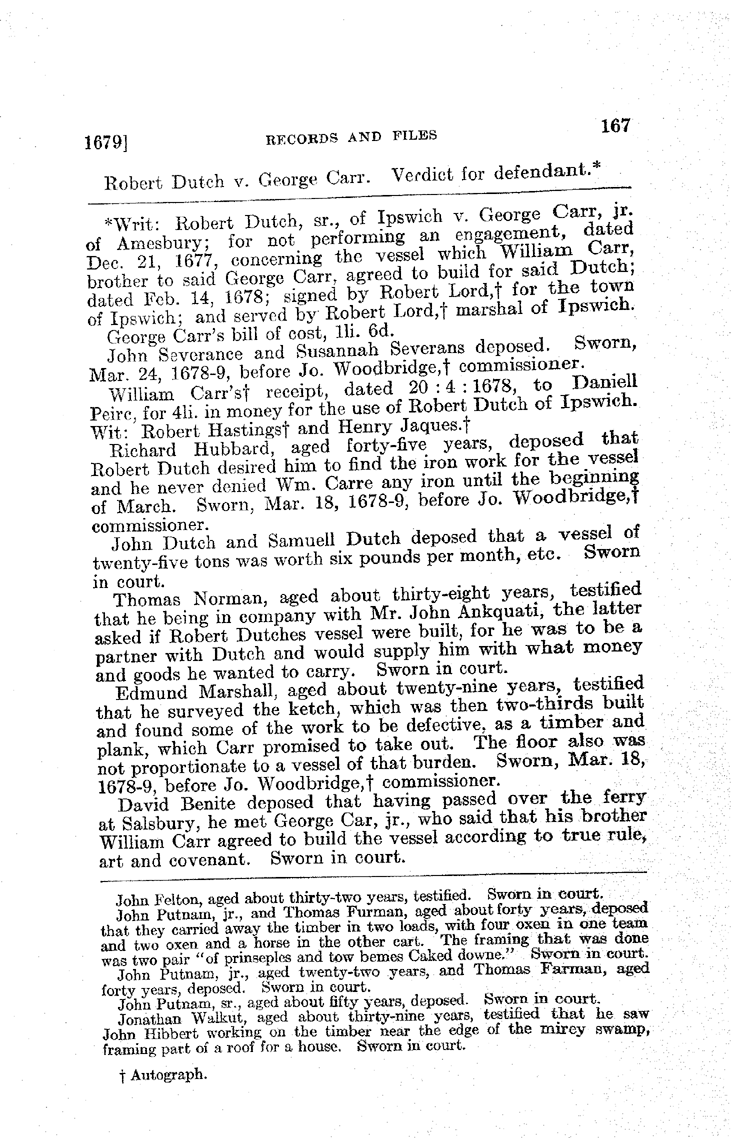 1679] RECORDS AND FILES 167
Robert Dutch v. George Carr. Verdict for defendant.*
*Writ: Robert Dutch, sr., of Ipswich v. George Carr, jr.
of Amesbury; for not performing an engagement, dated
Dec. 21, 1677, concerning the vessel which William Carr,
brother to said George Carr, agreed to build for said Dutch;
dated Feb. 14, 1678; signed by Robert Lord,† for the town
of Ipswich; and served by Robert Lord,† marshal of Ipswich.
George Carr's bill of cost, 1li. 6d.
John Severance and Susannah Severans deposed. Sworn,
Mar. 24, 1678-9, before Jo. Woodbridge,† commissioner.
William Carr's† receipt, dated 20 : 4 : 1678, to Daniell
Peirc, for 4li. in money for the use of Robert Dutch of Ipswich.
Wit: Robert Hastings† and Henry Jaques.†
Richard Hubbard, aged forty-five years, deposed that
Robert Dutch desired him to find the iron work for the vessel
and he never denied Wm. Carre any iron until the beginning
of March. Sworn, Mar. 18, 1678-9, before Jo. Woodbridge,†
commissioner.
John Dutch and Samuell Dutch deposed that a vessel of
twenty-five tons was worth six pounds per month, etc. Sworn
in court.
Thomas Norman, aged about thirty-eight years, testified
that he being in company with Mr. John Ankquati, the latter
asked if Robert Dutches vessel were built, for he was to be a
partner with Dutch and would supply him with what money
and goods he wanted to carry. Sworn in court.
Edmund Marshall, aged about twenty-nine years, testified
that he surveyed the ketch, which was then two-thirds built
and found some of the work to be defective, as a timber and
plank, which Carr promised to take out. The floor also was
not proportionate to a vessel of that burden. Sworn, Mar. 18,
1678-9, before Jo. Woodbridge,† commissioner.
David Benite deposed that having passed over the ferry
at Salsbury, he met George Car, jr., who said that his brother
William Carr agreed to build the vessel according to true rule,
art and covenant. Sworn in court.
John Felton, aged about thirty-two years, testified. Sworn in court.
John Putnam, jr., and Thomas Furman, aged about forty years, deposed
that they carried away the timber in two loads, with four oxen in one team
and two oxen and a horse in the other cart. The framing that was done
was two pair "of prinseples and tow bemes Caked downe." Sworn in court.
John Putnam, jr., aged twenty-two years, and Thomas Farman, aged
forty years, deposed. Sworn in court.
John Putnam, sr., aged about fifty years, deposed. Sworn in court.
Jonathan Walkut, aged about thirty-nine years, testified that he saw
John Hibbert working on the timber near the edge of the mirey swamp,
framing part of a roof for a house. Sworn in court.
† Autograph.